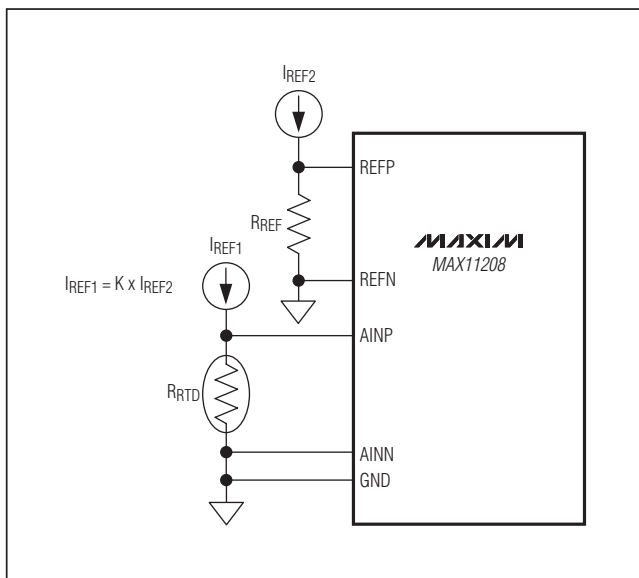 IREF2
REFP
RREF
MAXIM
MAX11208
IREF1
REFN
IREF1 = K x IREF2
AINP
RRTD
AINN
GND